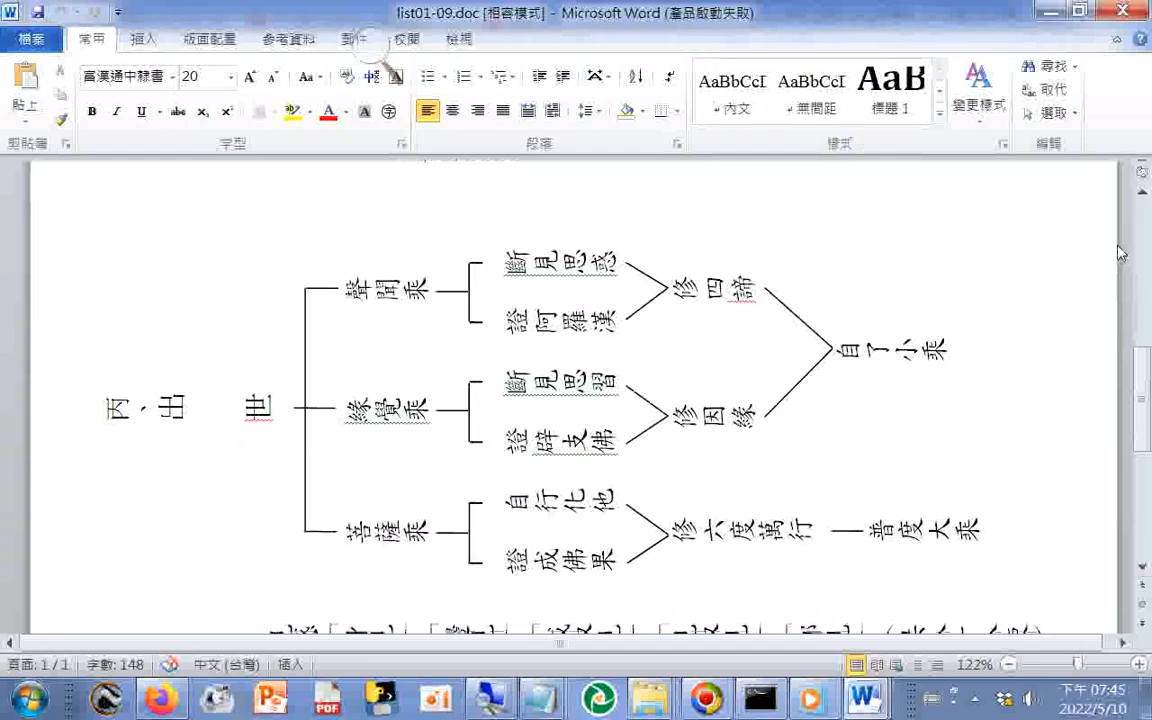 list01-09.doc [相容模式] - Microsoft Word (產品啟動失敗)
檔案 常用 插入 版面配置 參考資料 郵件 校閱 檢視
富漢通中隸書 20
貼上
AaBbCcI AaBbCcI AaB
內文 無間距 標題 1
變更樣式
尋找
取代
選取
剪貼簿 字型 段落 樣式 編輯
丙、出 世
聲聞乘
斷見思惑
證阿羅漢
修四諦
緣覺乘
斷見思習
證辟支佛
修因緣
自了小乘
菩薩乘
自行化他
證成佛果
修六度萬行
普度大乘
頁面: 1 / 1 字數: 148 中文 (台灣) 插入 122%
下午 07:45
2022/5/10